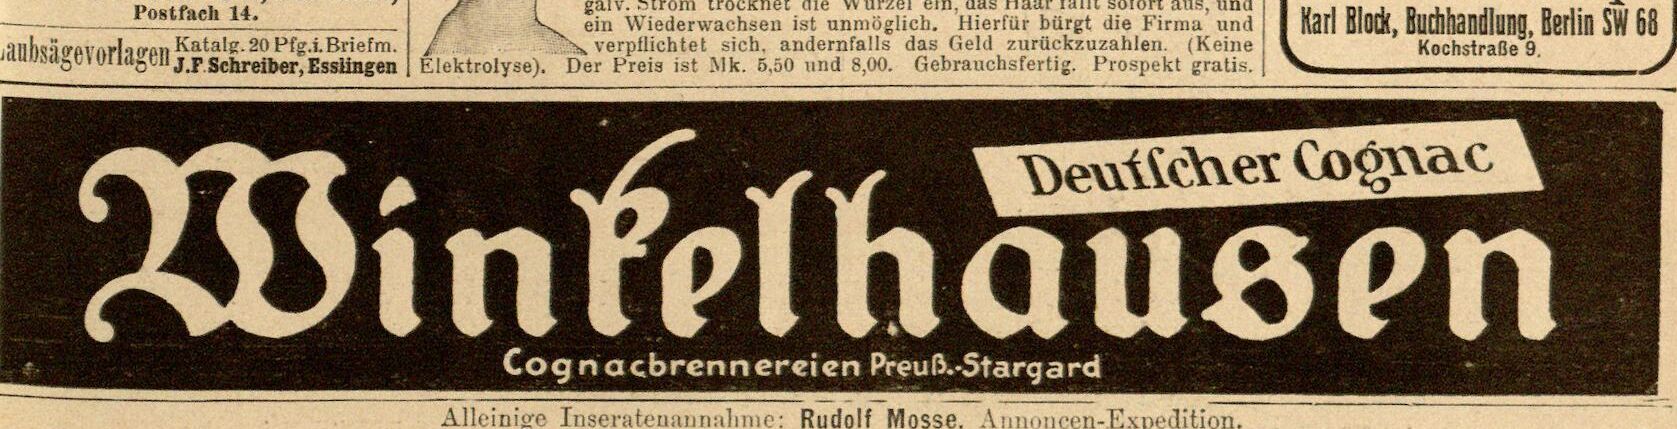 Postfach 14.
Laubsägevorlagen Katalg. 20 Pfg. i. Briefm.
J. F. Schreiber, Esslingen
galv. Strom trocknet die Wurzel ein, das Haar fällt sofort aus, und
ein Wiederwachsen ist unmöglich. Hierfür bürgt die Firma und
verpflichtet sich, andernfalls das Geld zurückzuzahlen. (Keine
Elektrolyse). Der Preis ist Mk. 5,50 und 8,00. Gebrauchsfertig. Prospekt gratis.
Karl Block, Buchhandlung, Berlin SW 68
Kochstraße 9.
Deutſcher Cognac
Winkelhausen
Cognacbrennereien Preuß.-Stargard
Alleinige Inseratenannahme: Rudolf Mosse, Annoncen-Expedition.